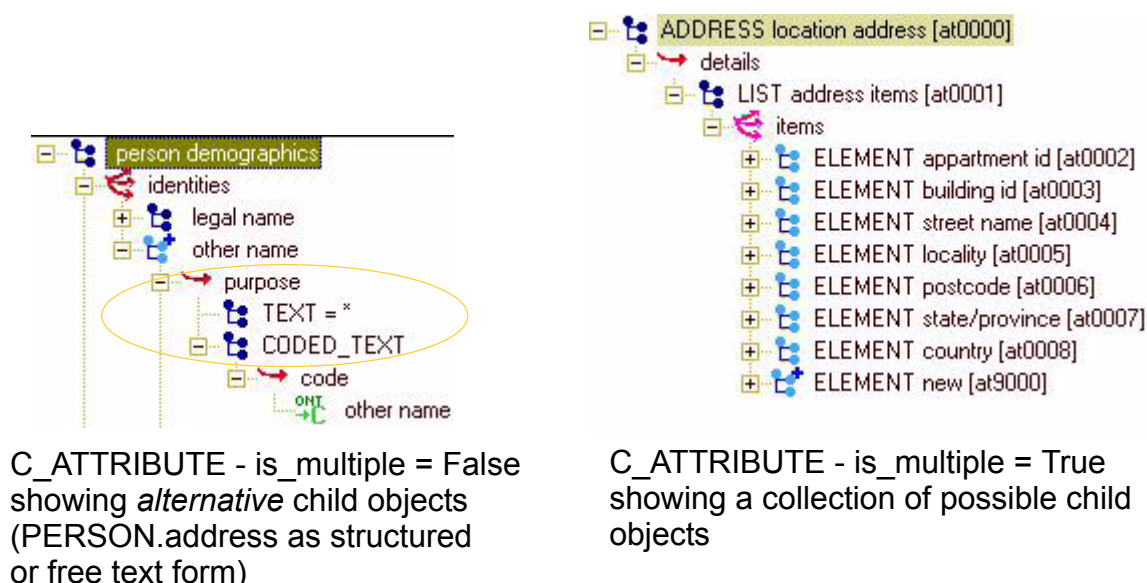 person demographics
identities
legal name
other name
purpose
TEXT = *
CODED_TEXT
code
ONT C other name
C_ATTRIBUTE - is_multiple = False
showing alternative child objects
(PERSON.address as structured
or free text form)
ADDRESS location address [at0000]
details
LIST address items [at0001]
items
ELEMENT appartment id [at0002]
ELEMENT building id [at0003]
ELEMENT street name [at0004]
ELEMENT locality [at0005]
ELEMENT postcode [at0006]
ELEMENT state/province [at0007]
ELEMENT country [at0008]
ELEMENT new [at9000]
C_ATTRIBUTE - is_multiple = True
showing a collection of possible child
objects